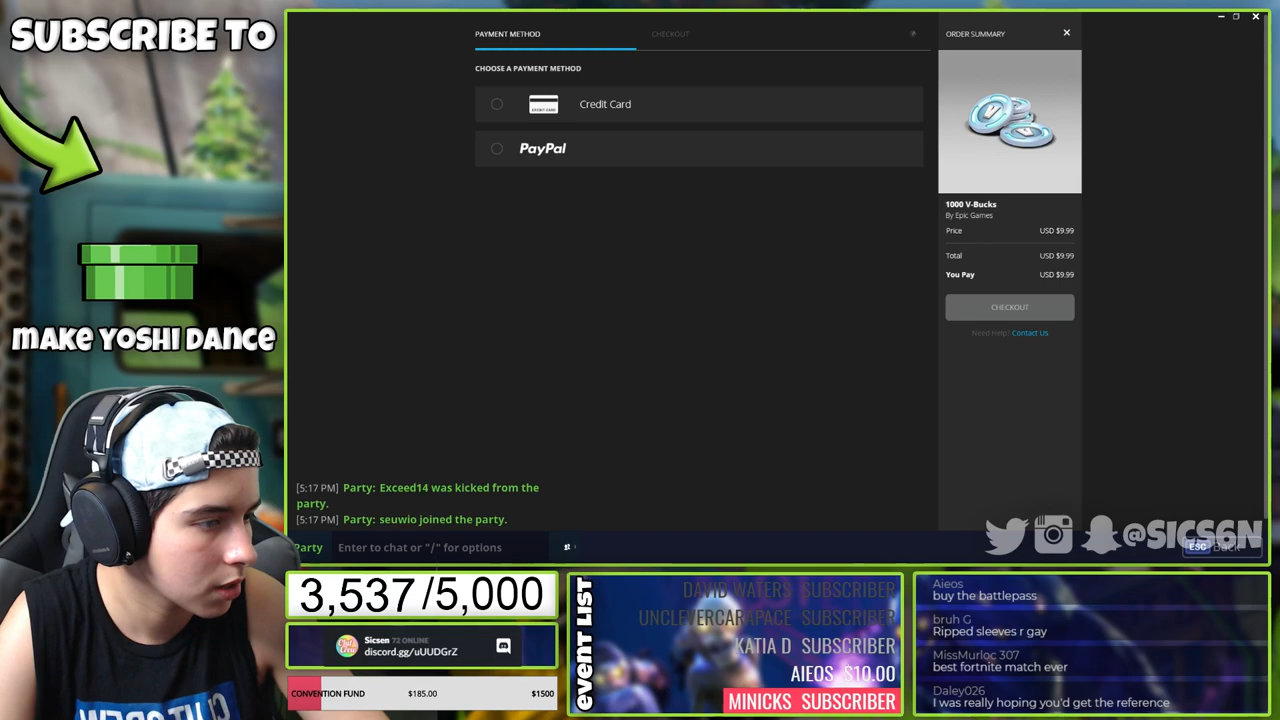 SUBSCRIBE TO
MAKE YOSHI DANCE
PAYMENT METHOD
CHECKOUT
CHOOSE A PAYMENT METHOD
CREDIT CARD
Credit Card
PayPal
ORDER SUMMARY
1000 V-Bucks
By Epic Games
Price USD $9.99
Total USD $9.99
You Pay USD $9.99
CHECKOUT
Need Help? Contact Us
[5:17 PM] Party: Exceed14 was kicked from the
party.
[5:17 PM] Party: seuwio joined the party.
Party Enter to chat or "/" for options
@SICS6N
ESC Back
3,537/5,000
Sicsen 72 ONLINE
discord.gg/uUUDGrZ
CONVENTION FUND $185.00 $1500
EVENT LIST
DAVID WATERS SUBSCRIBER
UNCLEVERCARAPACE SUBSCRIBER
KATIA D SUBSCRIBER
AIEOS $10.00
MINICKS SUBSCRIBER
Aieos
buy the battlepass
bruh G
Ripped sleeves r gay
MissMurloc 307
best fortnite match ever
Daley026
I was really hoping you'd get the reference